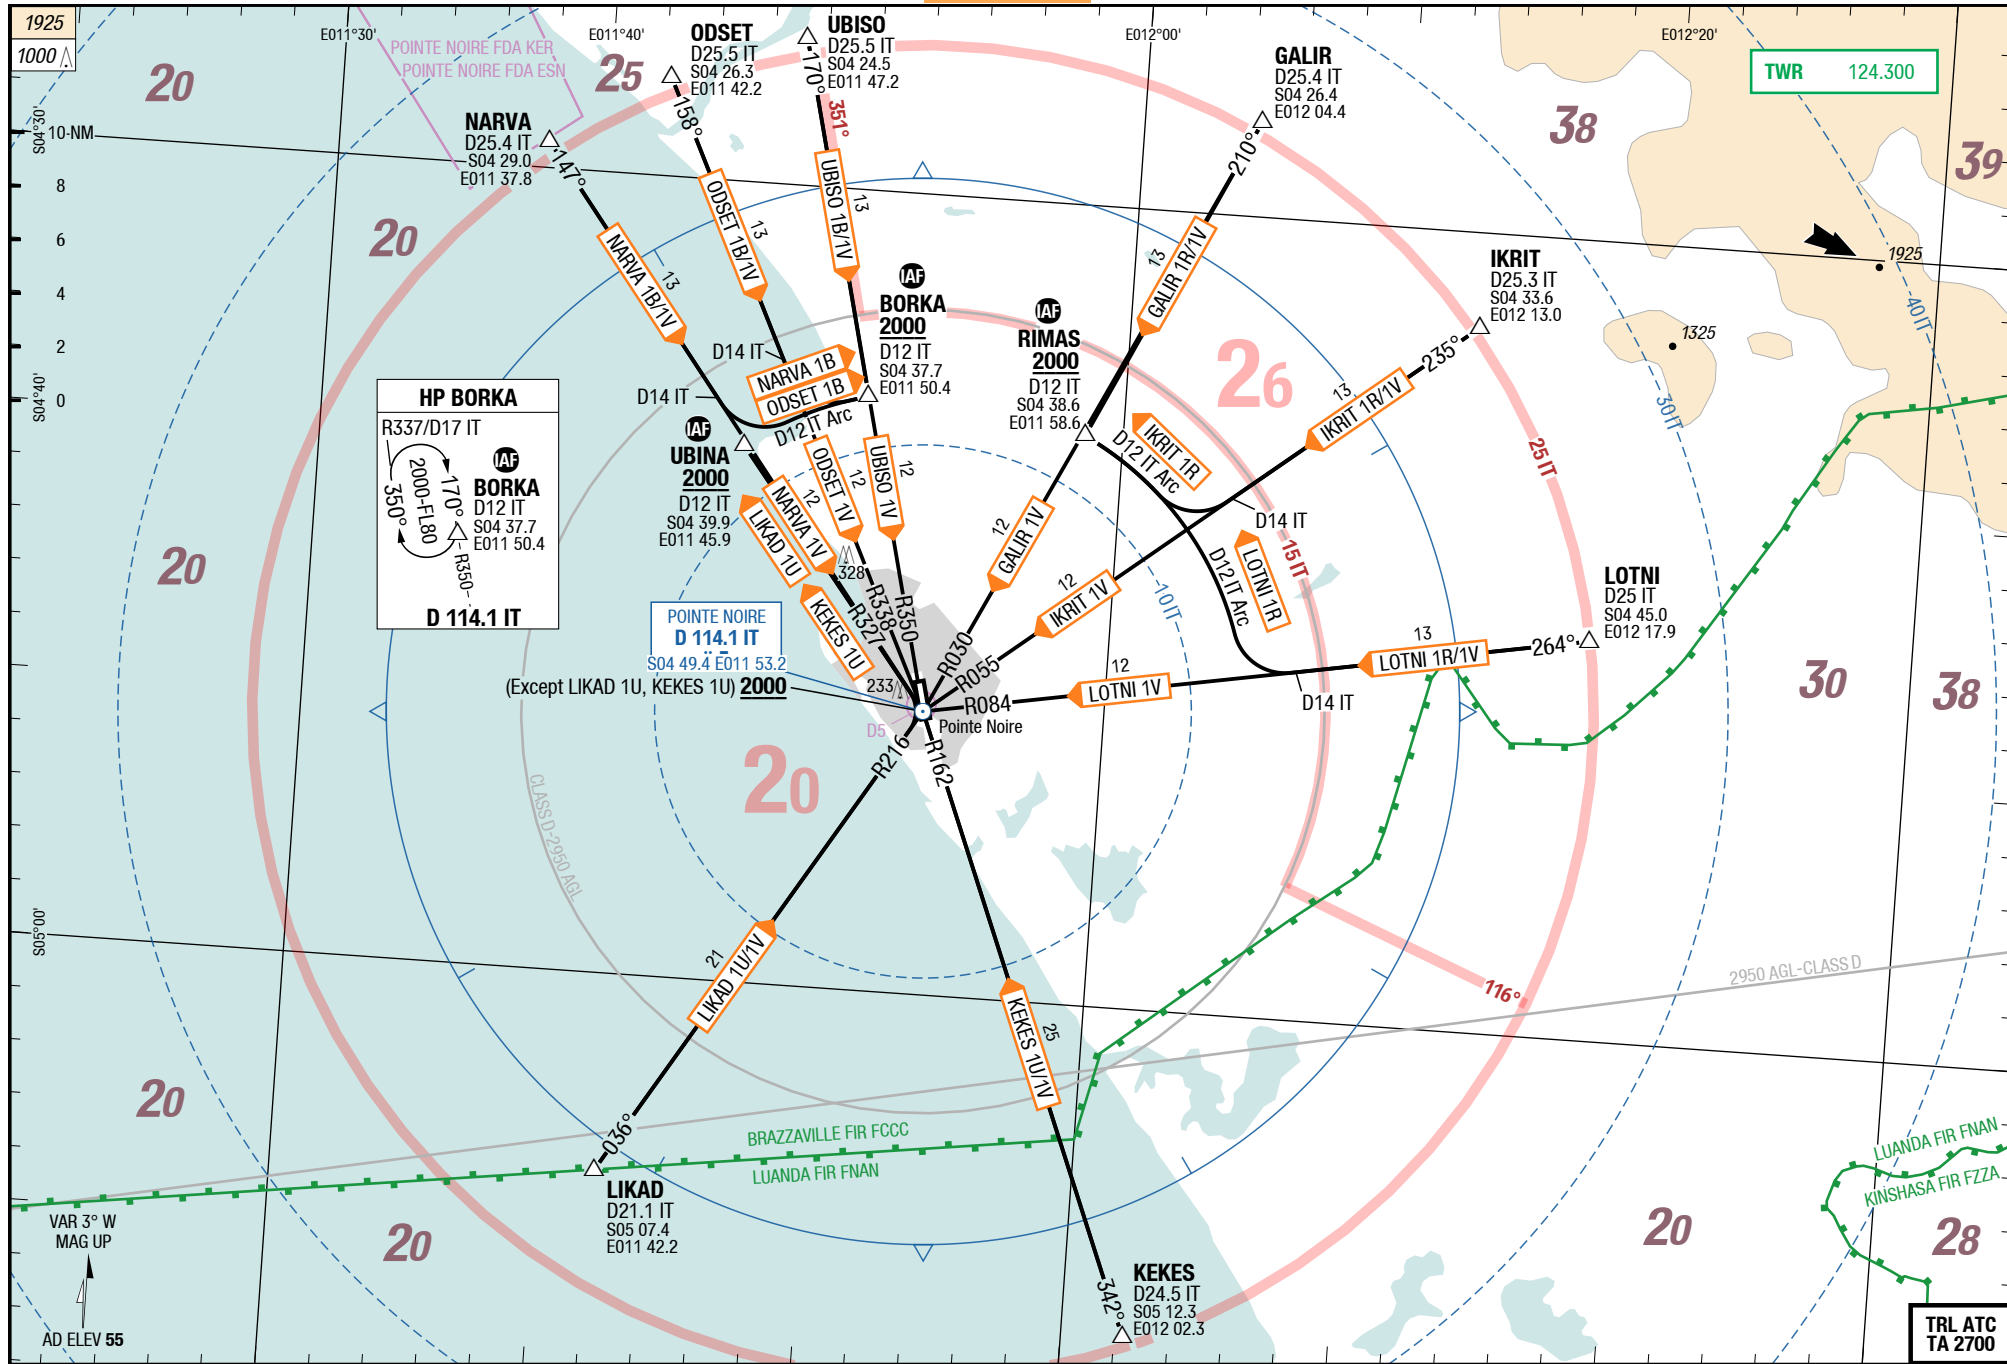 1925
1000
E011°30'
E011°40'
E012°00'
E012°20'
POINTE NOIRE FDA KER
POINTE NOIRE FDA ESN
20
25
ODSET
D25.5 IT
S04 26.3
E011 42.2
UBISO
D25.5 IT
S04 24.5
E011 47.2
GALIR
D25.4 IT
S04 26.4
E012 04.4
TWR 124.300
38
39
S04°30'
10-NM
8
6
4
2
0
S04°40'
S05°00'
NARVA
D25.4 IT
S04 29.0
E011 37.8
147°
158°
170°
351°
210°
20
NARVA 1B/1V
13
ODSET 1B/1V
13
UBISO 1B/1V
13
GALIR 1R/1V
13
IKRIT
D25.3 IT
S04 33.6
E012 13.0
235°
IKRIT 1R/1V
13
1925
1325
40 IT
30 IT
25 IT
15 IT
10 IT
IAF
BORKA
2000
D12 IT
S04 37.7
E011 50.4
IAF
RIMAS
2000
D12 IT
S04 38.6
E011 58.6
26
D14 IT
NARVA 1B
ODSET 1B
D14 IT
D12 IT Arc
HP BORKA
R337/D17 IT
2000-FL80
350°
170°
IAF
BORKA
D12 IT
S04 37.7
E011 50.4
R350
D 114.1 IT
IAF
UBINA
2000
D12 IT
S04 39.9
E011 45.9
NARVA 1V
12
ODSET 1V
12
UBISO 1V
12
LIKAD 1U
KEKES 1U
328
GALIR 1V
12
IKRIT 1V
12
IKRIT 1R
D12 IT Arc
D14 IT
LOTNI 1R
D12 IT Arc
LOTNI
D25 IT
S04 45.0
E012 17.9
264°
LOTNI 1R/1V
13
LOTNI 1V
12
D14 IT
20
POINTE NOIRE
D 114.1 IT
S04 49.4 E011 53.2
(Except LIKAD 1U, KEKES 1U) 2000
233
D5
Pointe Noire
R327
R338
R350
R030
R055
R084
R216
R162
20
30
38
CLASS D-2950 AGL
2950 AGL-CLASS D
116°
LIKAD 1U/1V
21
KEKES 1U/1V
25
20
036°
BRAZZAVILLE FIR FCCC
LUANDA FIR FNAN
LIKAD
D21.1 IT
S05 07.4
E011 42.2
LUANDA FIR FNAN
KINSHASA FIR FZZA
VAR 3° W
MAG UP
AD ELEV 55
20
342°
KEKES
D24.5 IT
S05 12.3
E012 02.3
20
28
TRL ATC
TA 2700